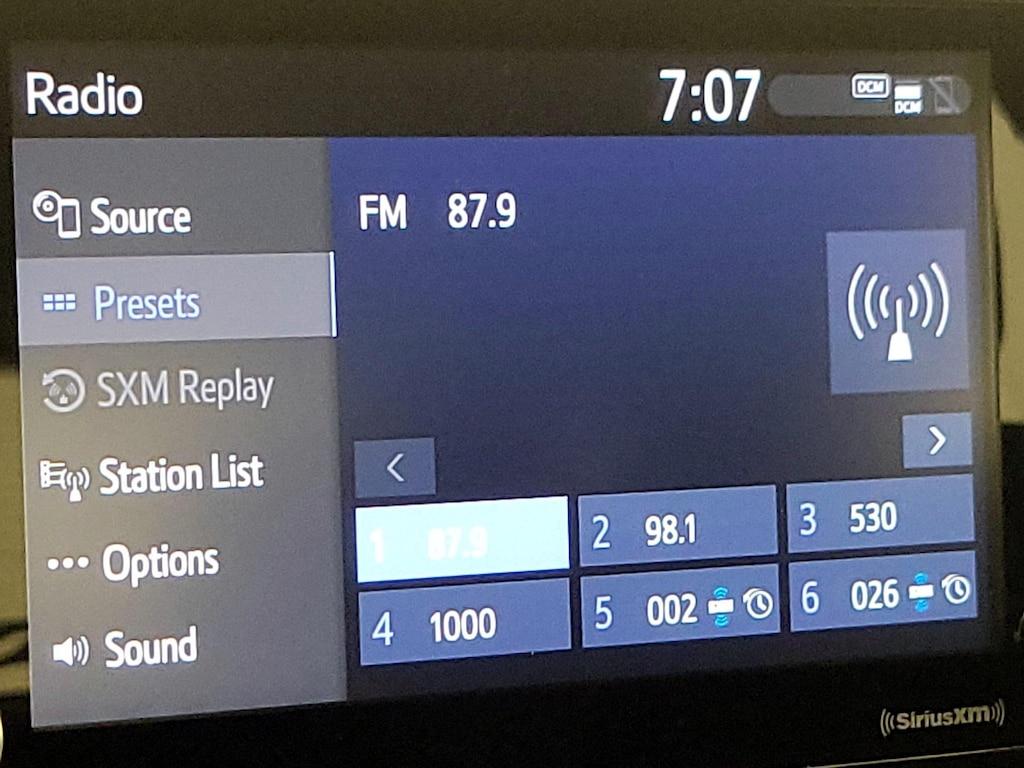 Radio 7:07 DCM DCM
Source
FM 87.9
Presets
SXM Replay
<
>
Station List
1 87.9 2 98.1 3 530
Options
4 1000 5 002 6 026
Sound
SiriusXM